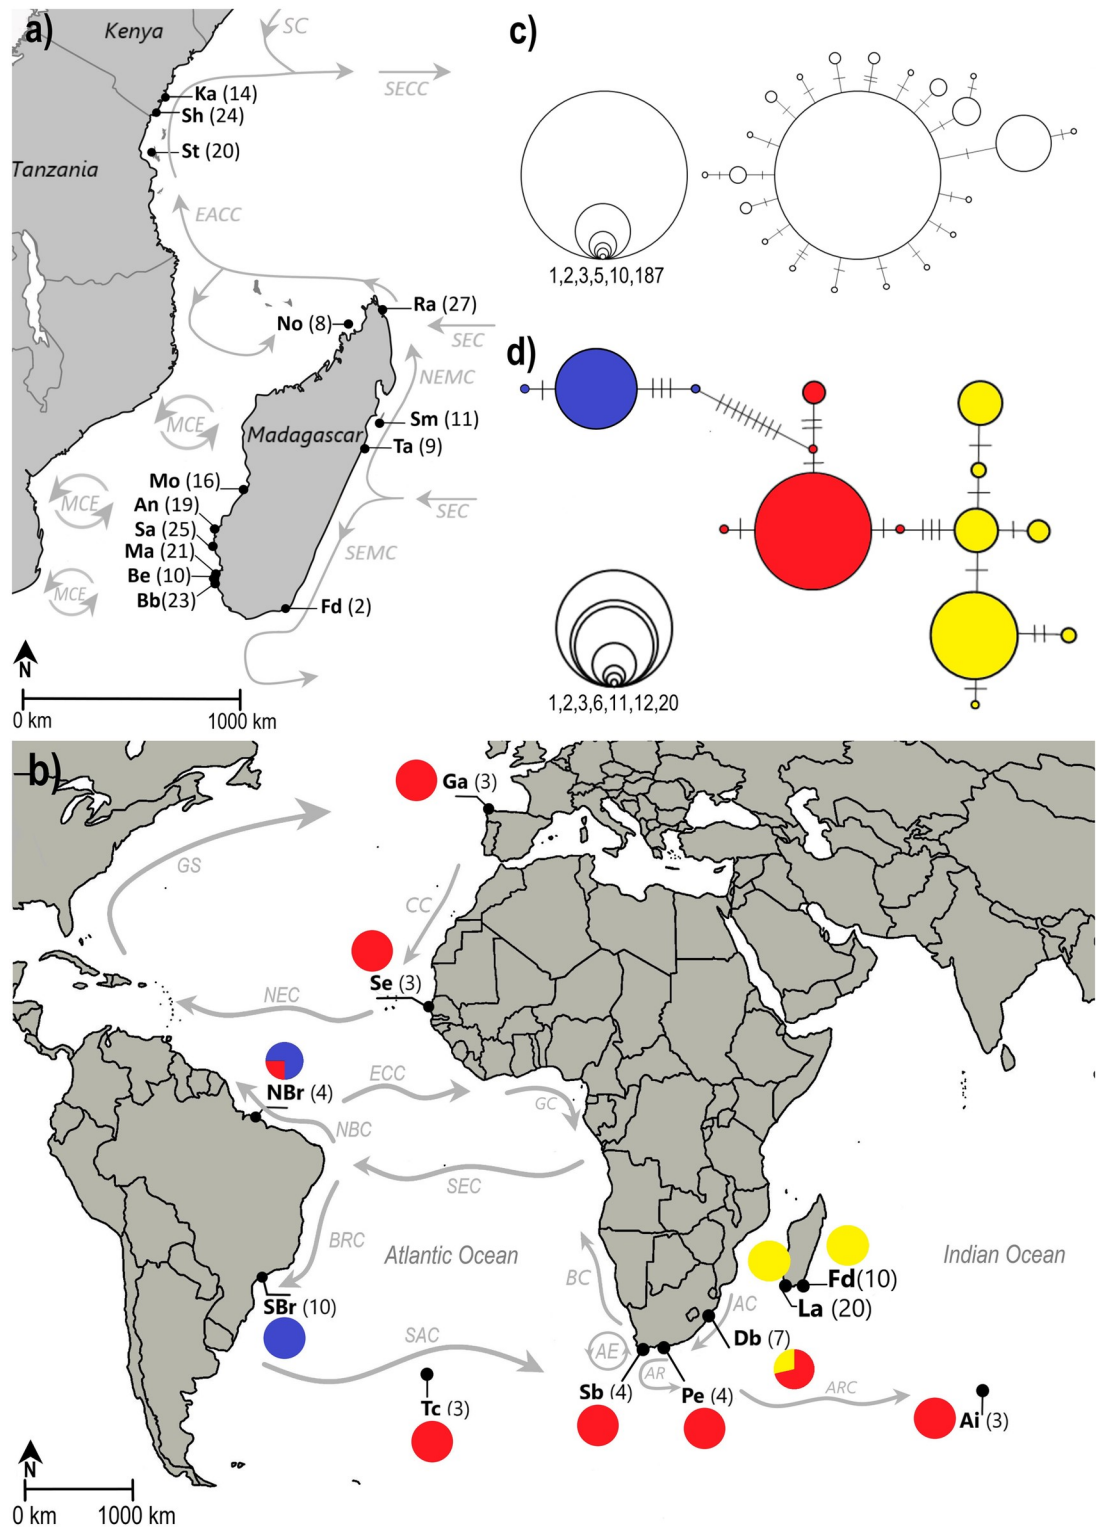 a)
Kenya
SC
SECC
Ka (14)
Sh (24)
St (20)
Tanzania
EACC
Ra (27)
No (8)
SEC
NEMC
MCE
Sm (11)
Madagascar
Ta (9)
Mo (16)
MCE
An (19)
SEC
Sa (25)
SEMC
Ma (21)
Be (10)
MCE
Bb(23)
Fd (2)
N
0 km
1000 km
c)
1,2,3,5,10,187
d)
1,2,3,6,11,12,20
b)
Ga (3)
GS
CC
Se (3)
NEC
NBr (4)
ECC
GC
NBC
SEC
BRC
Atlantic Ocean
Indian Ocean
BC
Fd(10)
SBr (10)
La (20)
AC
SAC
Db (7)
AE
AR
Tc (3)
Sb (4)
Pe (4)
ARC
Ai (3)
N
0 km
1000 km